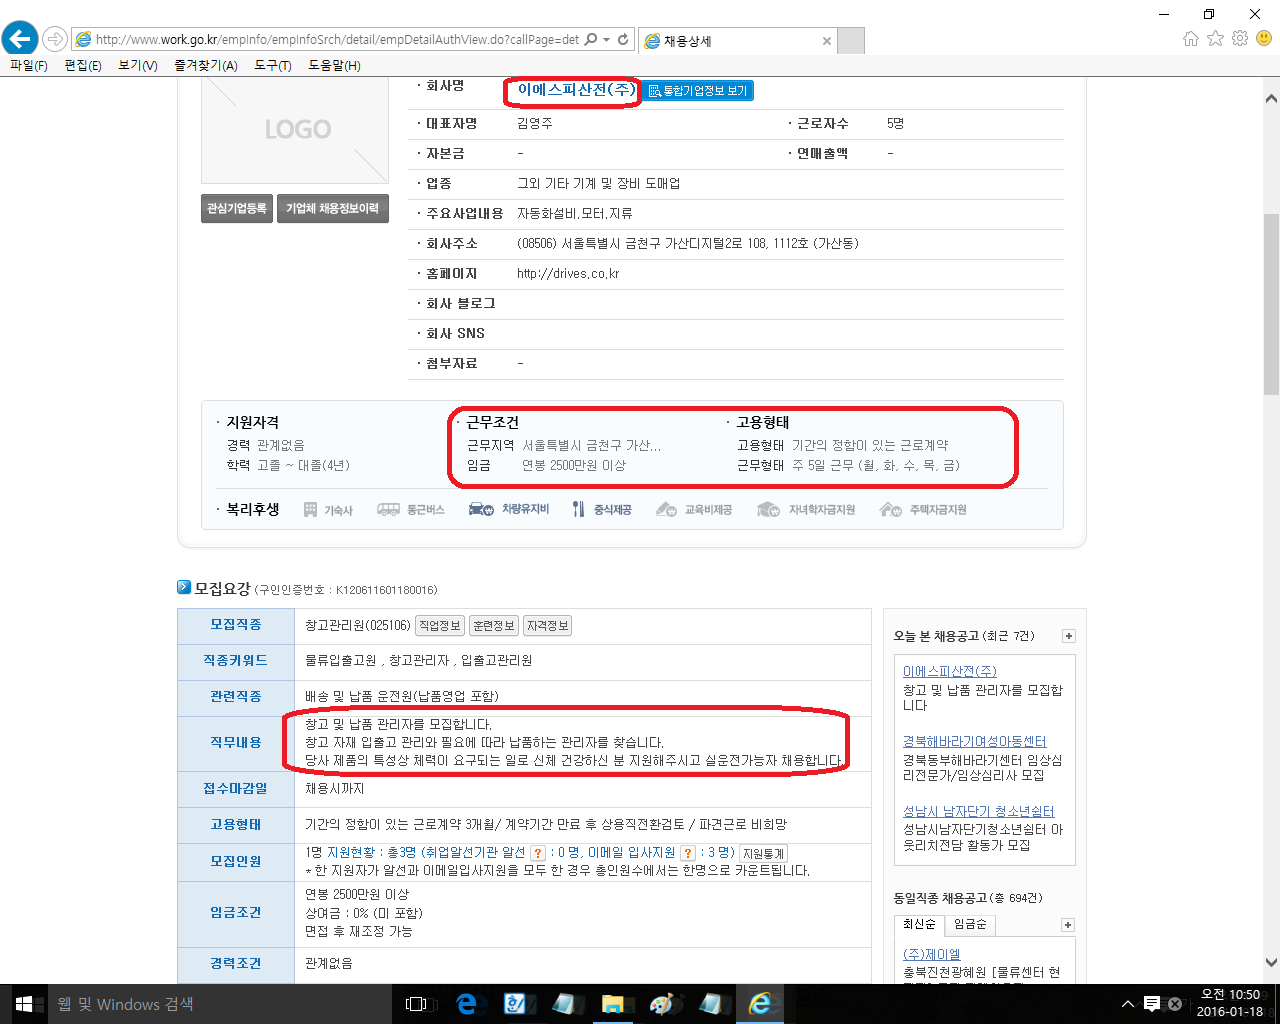 http://www.work.go.kr/empInfo/empInfoSrch/detail/empDetailAuthView.do?callPage=det
채용상세
파일(F) 편집(E) 보기(V) 즐겨찾기(A) 도구(T) 도움말(H)
LOGO
관심기업등록 기업체 채용정보이력
· 회사명 이에스피산전(주) 통합기업정보 보기
· 대표자명 김영주 · 근로자수 5명
· 자본금 - · 연매출액 -
· 업종 그외 기타 기계 및 장비 도매업
· 주요사업내용 자동화설비,모터,지류
· 회사주소 (08506) 서울특별시 금천구 가산디지털2로 108, 1112호 (가산동)
· 홈페이지 http://drives.co.kr
· 회사 블로그
· 회사 SNS
· 첨부자료 -
· 지원자격 · 근무조건 · 고용형태
경력 관계없음 근무지역 서울특별시 금천구 가산... 고용형태 기간의 정함이 있는 근로계약
학력 고졸 ~ 대졸(4년) 임금 연봉 2500만원 이상 근무형태 주 5일 근무 (월, 화, 수, 목, 금)
· 복리후생 기숙사 통근버스 차량유지비 중식제공 교육비제공 자녀학자금지원 주택자금지원
모집요강 (구인인증번호 : K120611601180016)
모집직종 창고관리원(025106) 직업정보 훈련정보 자격정보
직종키워드 물류입출고원 , 창고관리자 , 입출고관리원
관련직종 배송 및 납품 운전원(납품영업 포함)
직무내용
창고 및 납품 관리자를 모집합니다.
창고 자재 입출고 관리와 필요에 따라 납품하는 관리자를 찾습니다.
당사 제품의 특성상 체력이 요구되는 일로 신체 건강하신 분 지원해주시고 실운전가능자 채용합니다.
접수마감일 채용시까지
고용형태 기간의 정함이 있는 근로계약 3개월/ 계약기간 만료 후 상용직전환검토 / 파견근로 비희망
모집인원
1명 지원현황 : 총3명 (취업알선기관 알선 ? : 0 명, 이메일 입사지원 ? : 3 명) 지원통계
* 한 지원자가 알선과 이메일입사지원을 모두 한 경우 총인원수에서는 한명으로 카운트됩니다.
임금조건
연봉 2500만원 이상
상여금 : 0% (미 포함)
면접 후 재조정 가능
경력조건 관계없음
오늘 본 채용공고 (최근 7건)
이에스피산전(주)
창고 및 납품 관리자를 모집합
니다
경북해바라기여성아동센터
경북동부해바라기센터 임상심
리전문가/임상심리사 모집
성남시 남자단기 청소년쉼터
성남시남자단기청소년쉼터 아
웃리치전담 활동가 모집
동일직종 채용공고 (총 694건)
최신순 임금순
(주)제이엘
충북진천광혜원 [물류센터 현
웹 및 Windows 검색
오전 10:50
2016-01-18